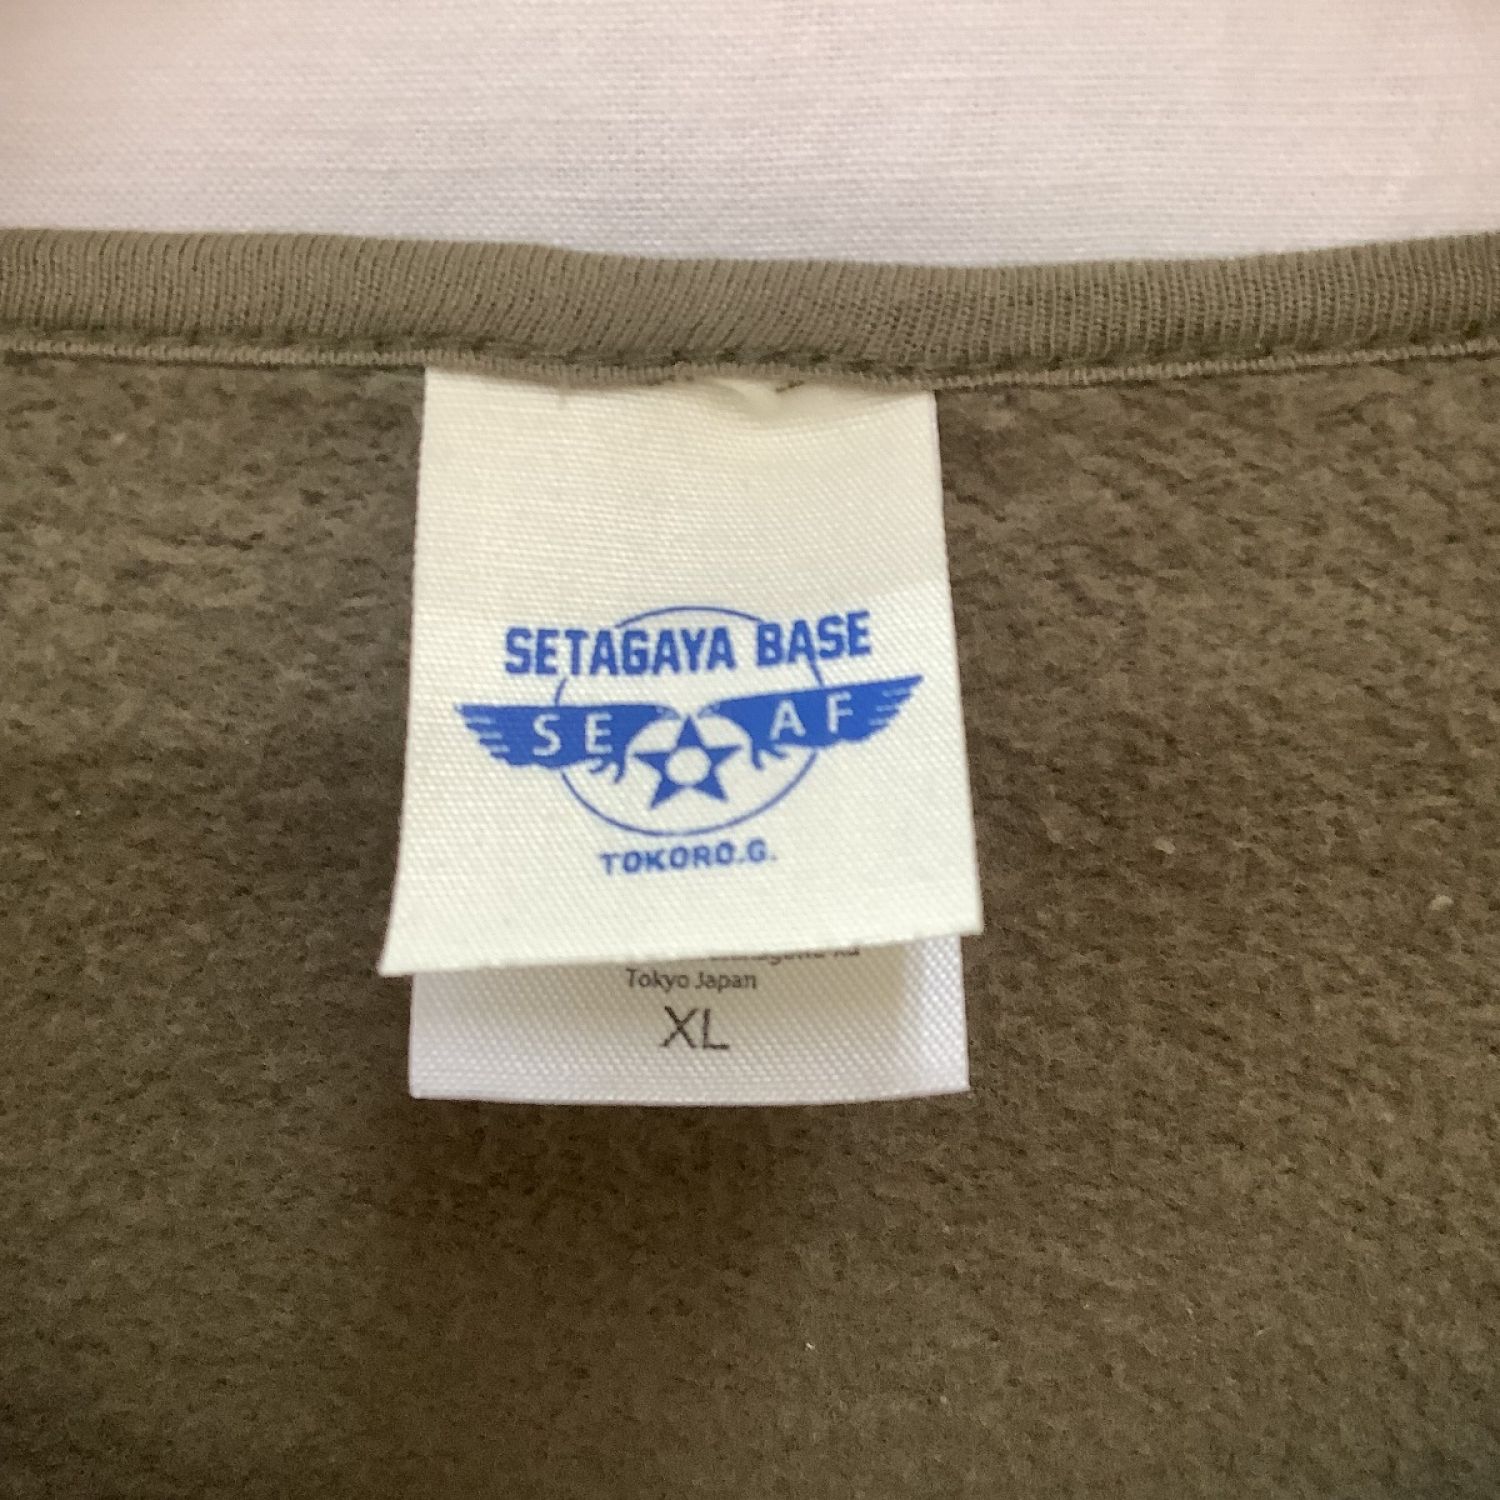 SETAGAYA BASE
SE AF
TOKORO.G.
Tokyo Japan
XL